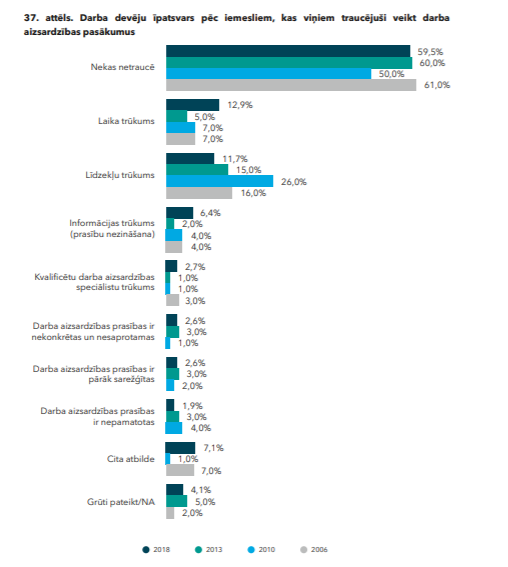 37. attēls. Darba devēju īpatsvars pēc iemesliem, kas viņiem traucējuši veikt darba
aizsardzības pasākumus
Nekas netraucē
59,5%
60,0%
50,0%
61,0%
Laika trūkums
12,9%
5,0%
7,0%
7,0%
Līdzekļu trūkums
11,7%
15,0%
26,0%
16,0%
Informācijas trūkums
(prasību nezināšana)
6,4%
2,0%
4,0%
4,0%
Kvalificētu darba aizsardzības
speciālistu trūkums
2,7%
1,0%
1,0%
3,0%
Darba aizsardzības prasības ir
nekonkrētas un nesaprotamas
2,6%
3,0%
1,0%
Darba aizsardzības prasības ir
pārāk sarežģītas
2,6%
3,0%
2,0%
Darba aizsardzības prasības
ir nepamatotas
1,9%
3,0%
4,0%
Cita atbilde
7,1%
1,0%
7,0%
Grūti pateikt/NA
4,1%
5,0%
2,0%
2018 2013 2010 2006